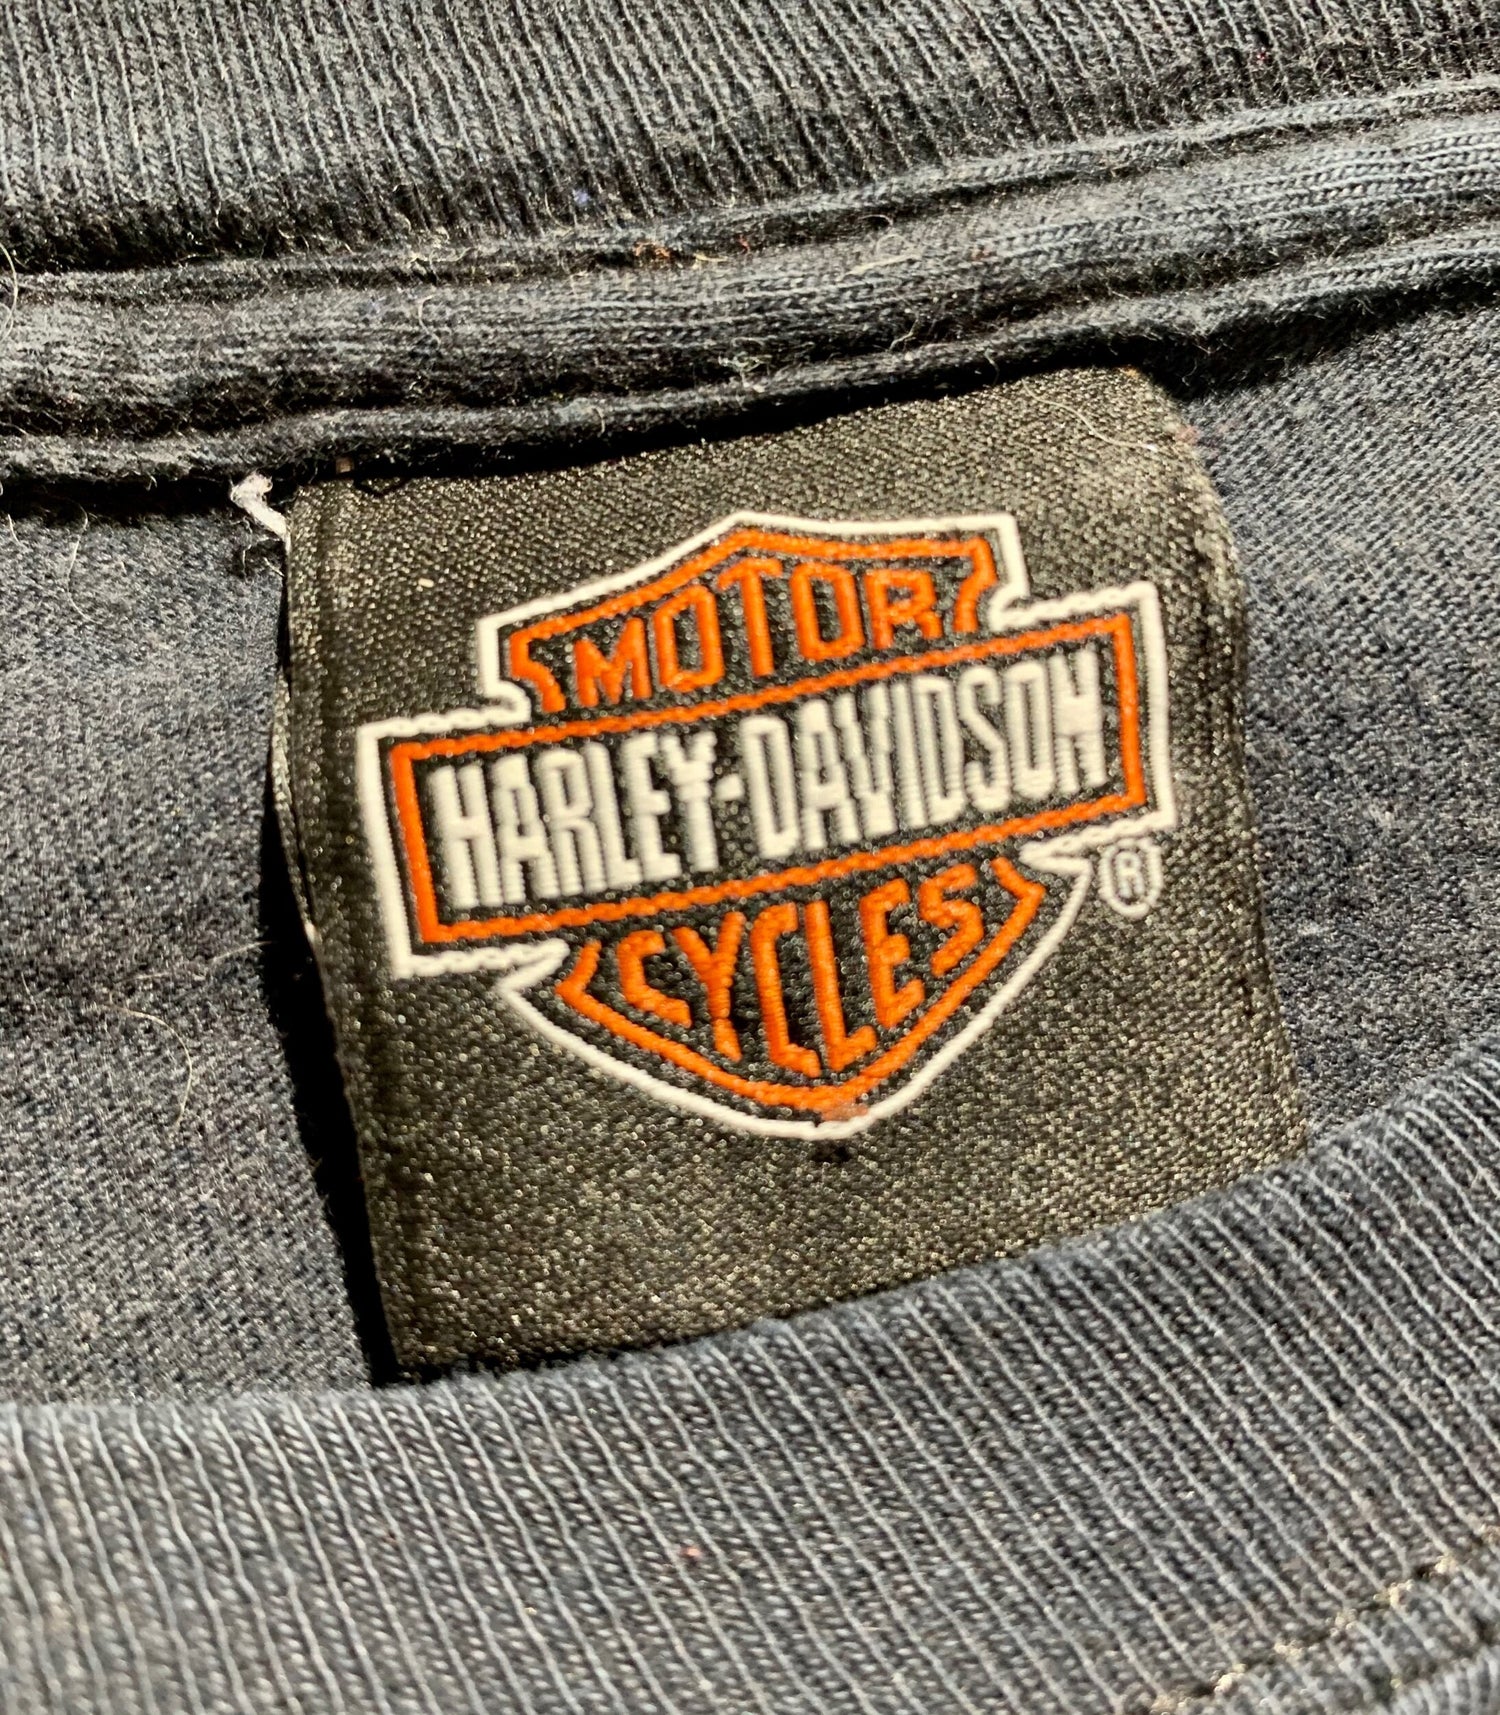 MOTOR
HARLEY-DAVIDSON
CYCLES
®